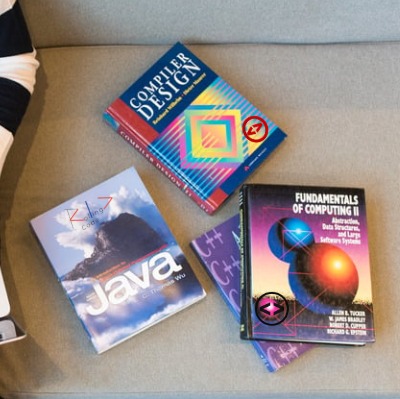 COMPILER
DESIGN
Reinhard Wilhelm · Dieter Maurer
COMPILER DESIGN
Java
Wu
C++
C++
FUNDAMENTALS
OF COMPUTING II
Abstraction,
Data Structures,
and Large
Software Systems
ALLEN B. TUCKER
W. JAMES BRADLEY
ROBERT D. CUPPER
RICHARD G. EPSTEIN